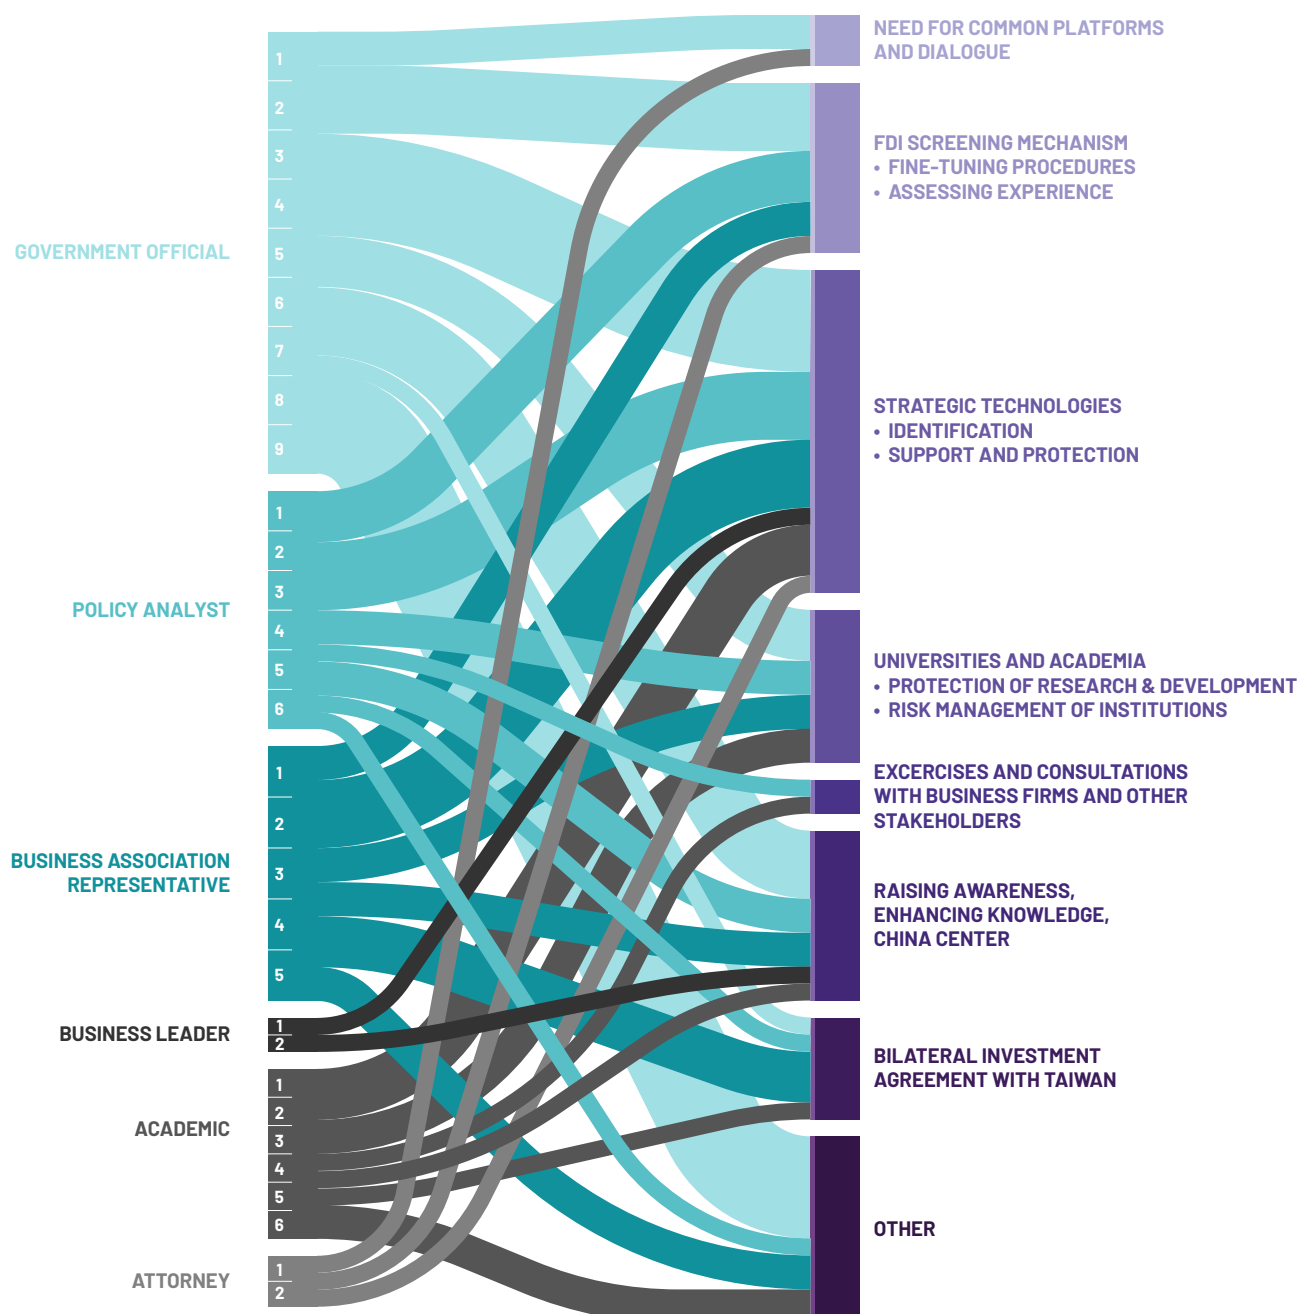 GOVERNMENT OFFICIAL
1
2
3
4
5
6
7
8
9
POLICY ANALYST
1
2
3
4
5
6
BUSINESS ASSOCIATION
REPRESENTATIVE
1
2
3
4
5
BUSINESS LEADER
1
2
ACADEMIC
1
2
3
4
5
6
ATTORNEY
1
2
NEED FOR COMMON PLATFORMS
AND DIALOGUE
FDI SCREENING MECHANISM
• FINE-TUNING PROCEDURES
• ASSESSING EXPERIENCE
STRATEGIC TECHNOLOGIES
• IDENTIFICATION
• SUPPORT AND PROTECTION
UNIVERSITIES AND ACADEMIA
• PROTECTION OF RESEARCH & DEVELOPMENT
• RISK MANAGEMENT OF INSTITUTIONS
EXCERCISES AND CONSULTATIONS
WITH BUSINESS FIRMS AND OTHER
STAKEHOLDERS
RAISING AWARENESS,
ENHANCING KNOWLEDGE,
CHINA CENTER
BILATERAL INVESTMENT
AGREEMENT WITH TAIWAN
OTHER